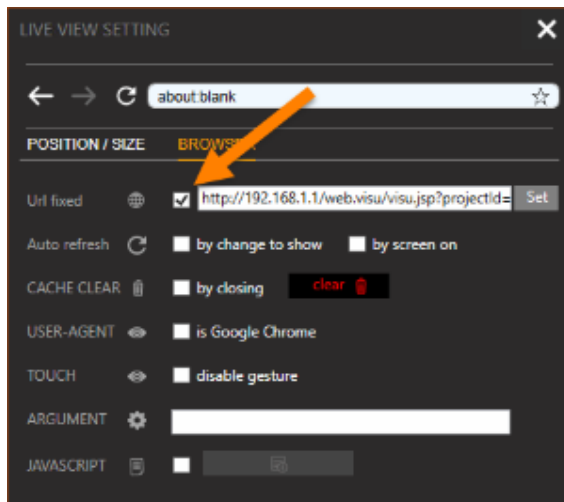 LIVE VIEW SETTING
about:blank
POSITION / SIZE BROWSER
Url fixed http://192.168.1.1/web.visu/visu.jsp?projectId= Set
Auto refresh by change to show by screen on
CACHE CLEAR by closing clear
USER-AGENT is Google Chrome
TOUCH disable gesture
ARGUMENT
JAVASCRIPT